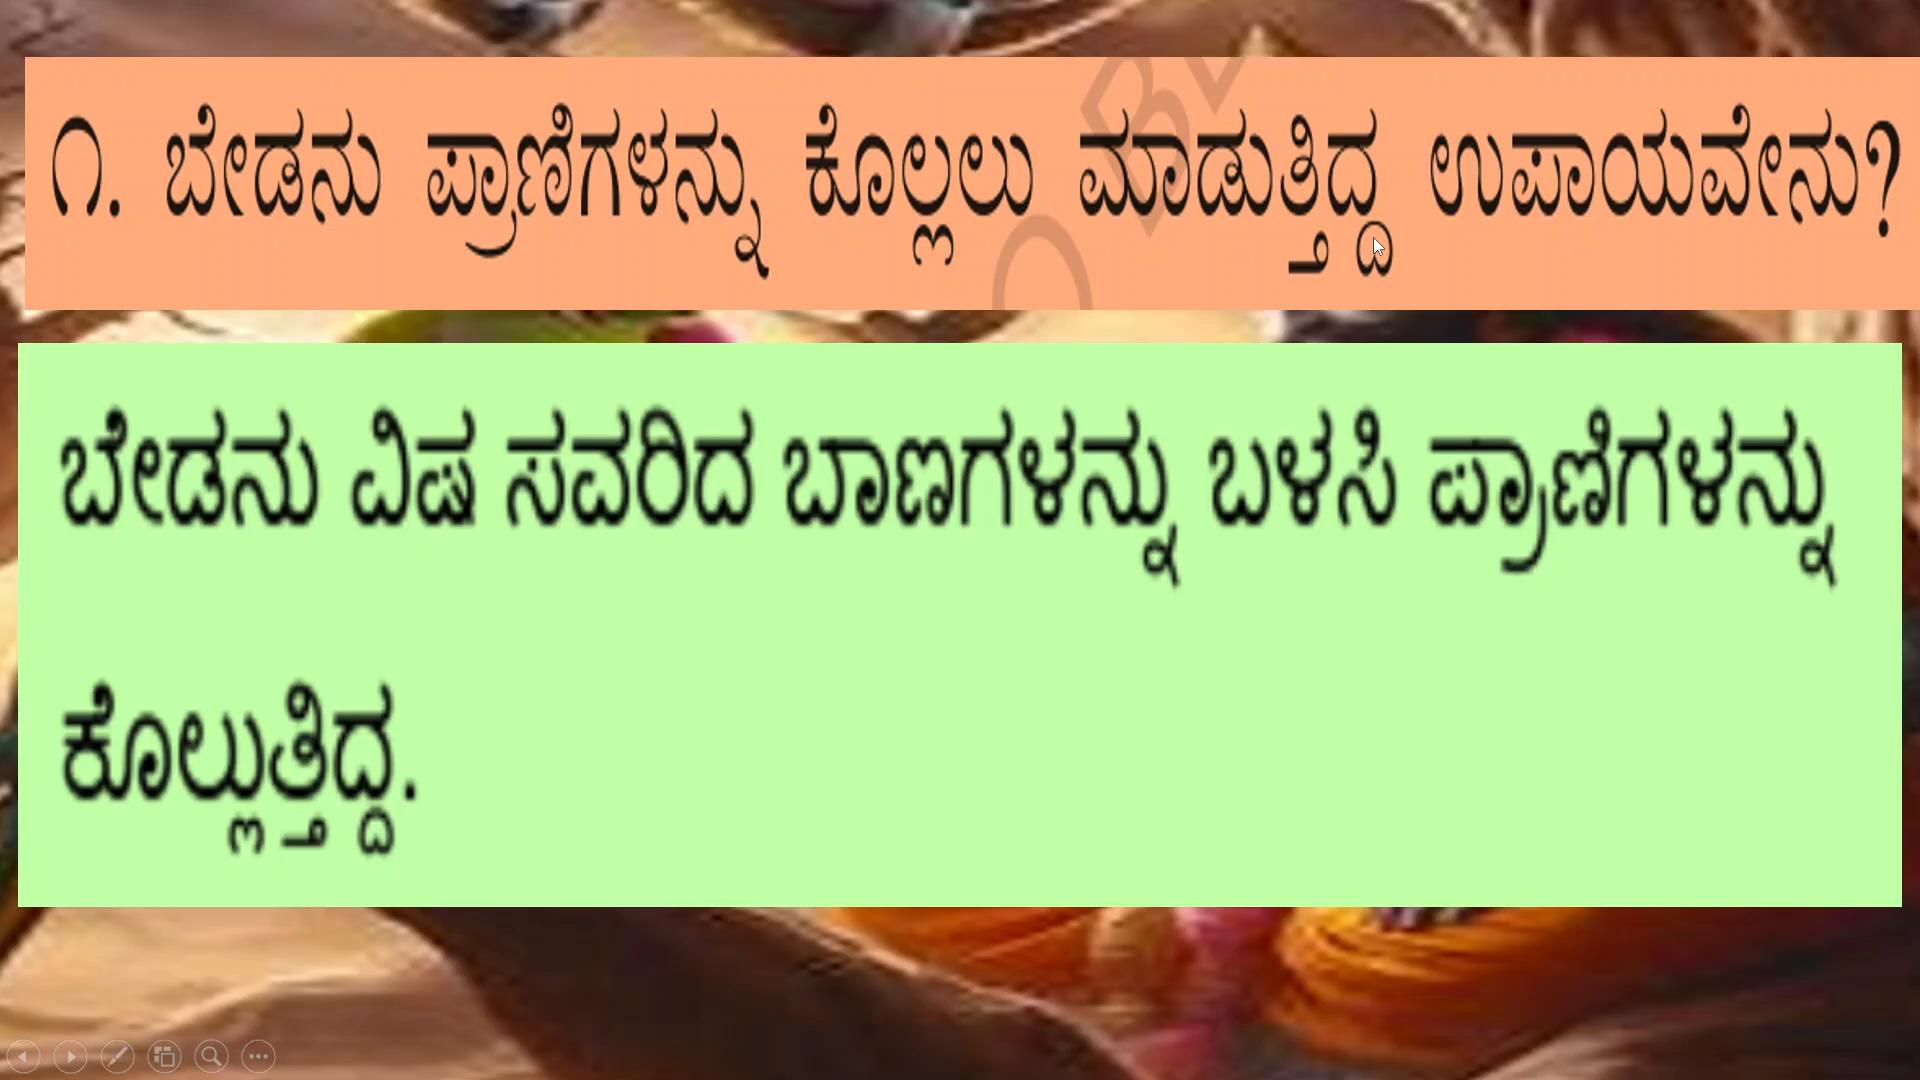 ೧. ಬೇಡನು ಪ್ರಾಣಿಗಳನ್ನು ಕೊಲ್ಲಲು ಮಾಡುತ್ತಿದ್ದ ಉಪಾಯವೇನು?
ಬೇಡನು ವಿಷ ಸವರಿದ ಬಾಣಗಳನ್ನು ಬಳಸಿ ಪ್ರಾಣಿಗಳನ್ನು
ಕೊಲ್ಲುತ್ತಿದ್ದ.